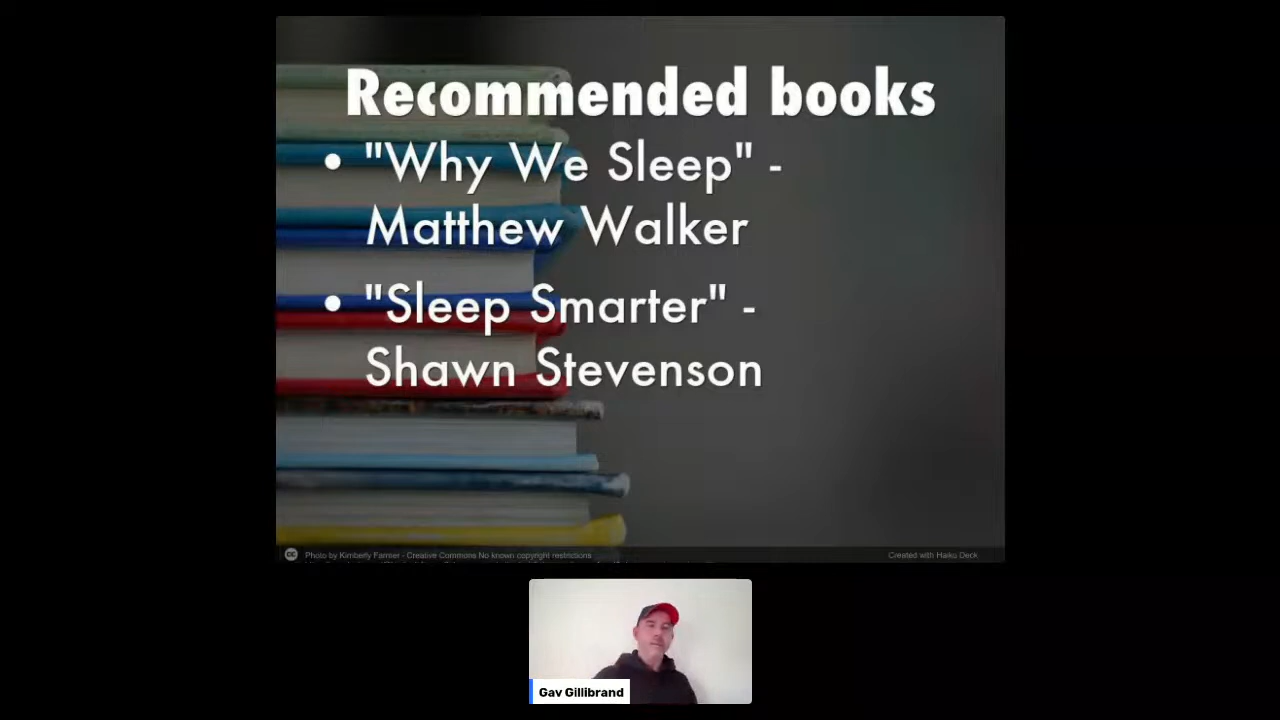 Recommended books
• "Why We Sleep" -
Matthew Walker
• "Sleep Smarter" -
Shawn Stevenson
cc Photo by Kimberly Farmer - Creative Commons No known copyright restrictions
Created with Haiku Deck
Gav Gillibrand